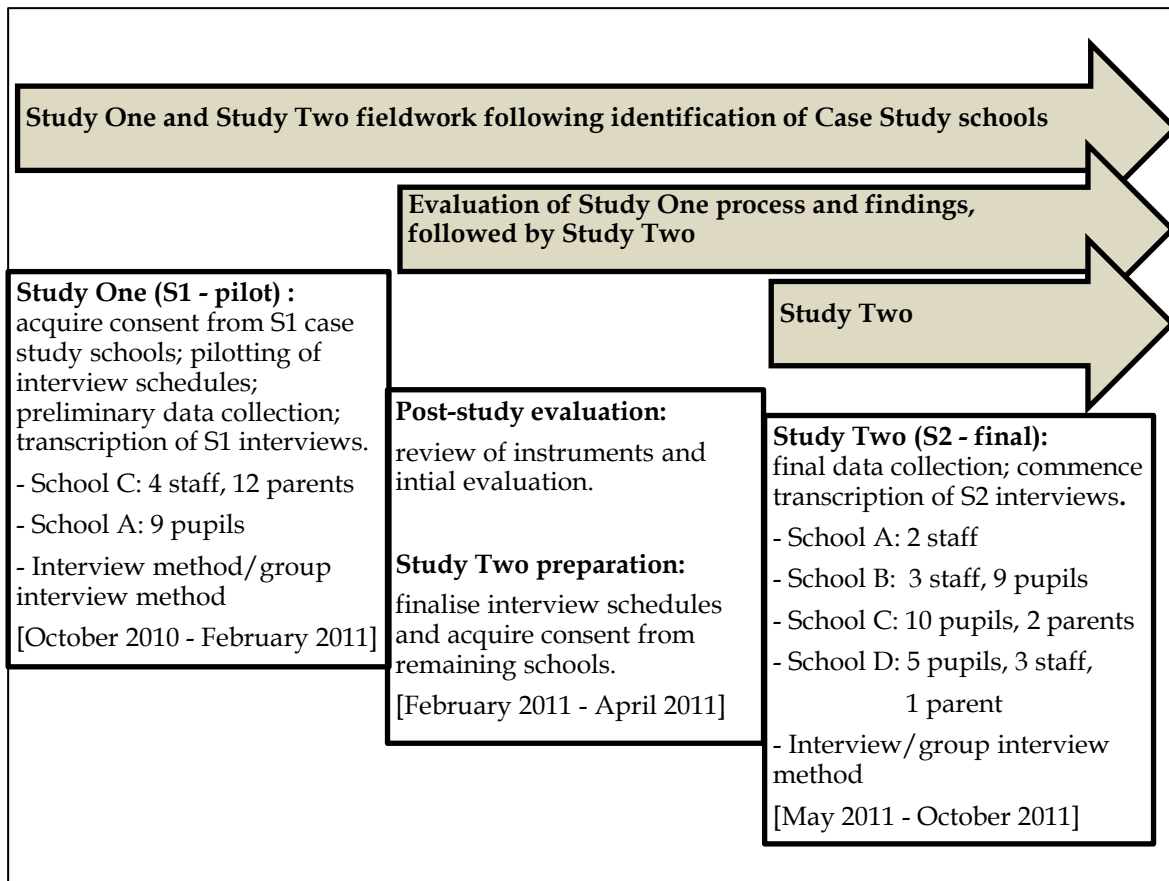 Study One and Study Two fieldwork following identification of Case Study schools
Evaluation of Study One process and findings,
followed by Study Two
Study Two
Study One (S1 - pilot) :
acquire consent from S1 case
study schools; pilotting of
interview schedules;
preliminary data collection;
transcription of S1 interviews.
- School C: 4 staff, 12 parents
- School A: 9 pupils
- Interview method/group
interview method
[October 2010 - February 2011]
Post-study evaluation:
review of instruments and
intial evaluation.
Study Two preparation:
finalise interview schedules
and acquire consent from
remaining schools.
[February 2011 - April 2011]
Study Two (S2 - final):
final data collection; commence
transcription of S2 interviews.
- School A: 2 staff
- School B: 3 staff, 9 pupils
- School C: 10 pupils, 2 parents
- School D: 5 pupils, 3 staff,
1 parent
- Interview/group interview
method
[May 2011 - October 2011]